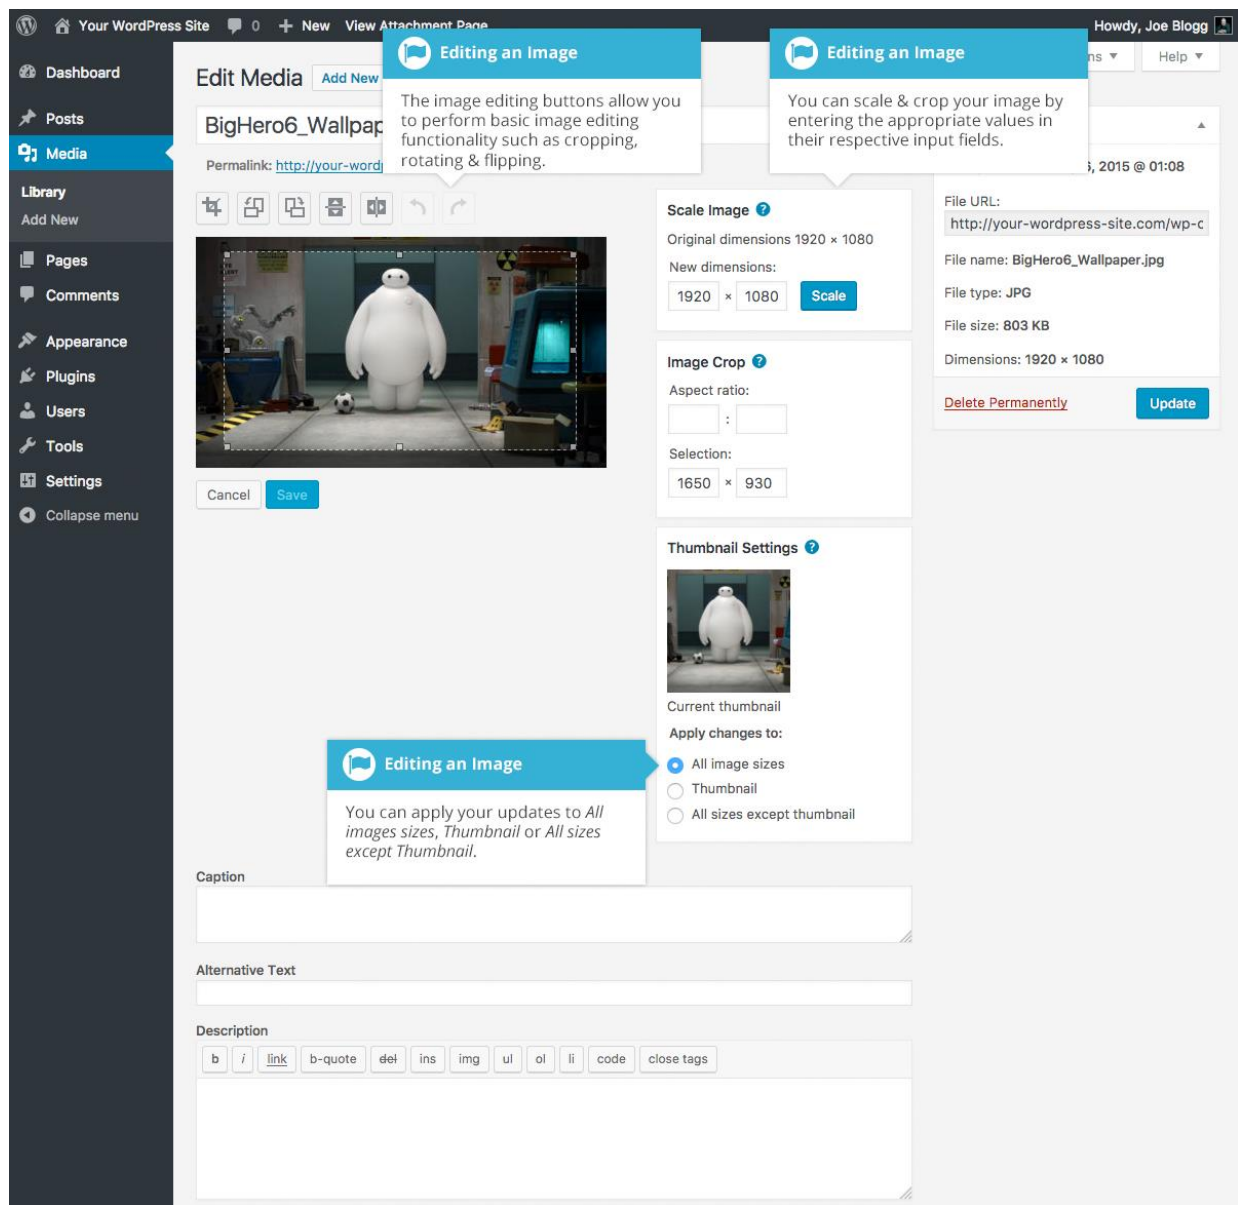 Your WordPress Site 0 + New View Attachment Page Howdy, Joe Blogg
Dashboard
Posts
Media
Library
Add New
Pages
Comments
Appearance
Plugins
Users
Tools
Settings
Collapse menu
Edit Media Add New
Help
BigHero6_Wallpap
Permalink: http://your-wordp
Editing an Image
The image editing buttons allow you
to perform basic image editing
functionality such as cropping,
rotating & flipping.
Editing an Image
You can scale & crop your image by
entering the appropriate values in
their respective input fields.
Cancel Save
Scale Image
Original dimensions 1920 × 1080
New dimensions:
1920 × 1080 Scale
Image Crop
Aspect ratio:
:
Selection:
1650 × 930
Thumbnail Settings
Current thumbnail
Apply changes to:
All image sizes
Thumbnail
All sizes except thumbnail
Editing an Image
You can apply your updates to All
images sizes, Thumbnail or All sizes
except Thumbnail.
, 2015 @ 01:08
File URL:
http://your-wordpress-site.com/wp-c
File name: BigHero6_Wallpaper.jpg
File type: JPG
File size: 803 KB
Dimensions: 1920 × 1080
Delete Permanently Update
Caption
Alternative Text
Description
b i link b-quote del ins img ul ol li code close tags